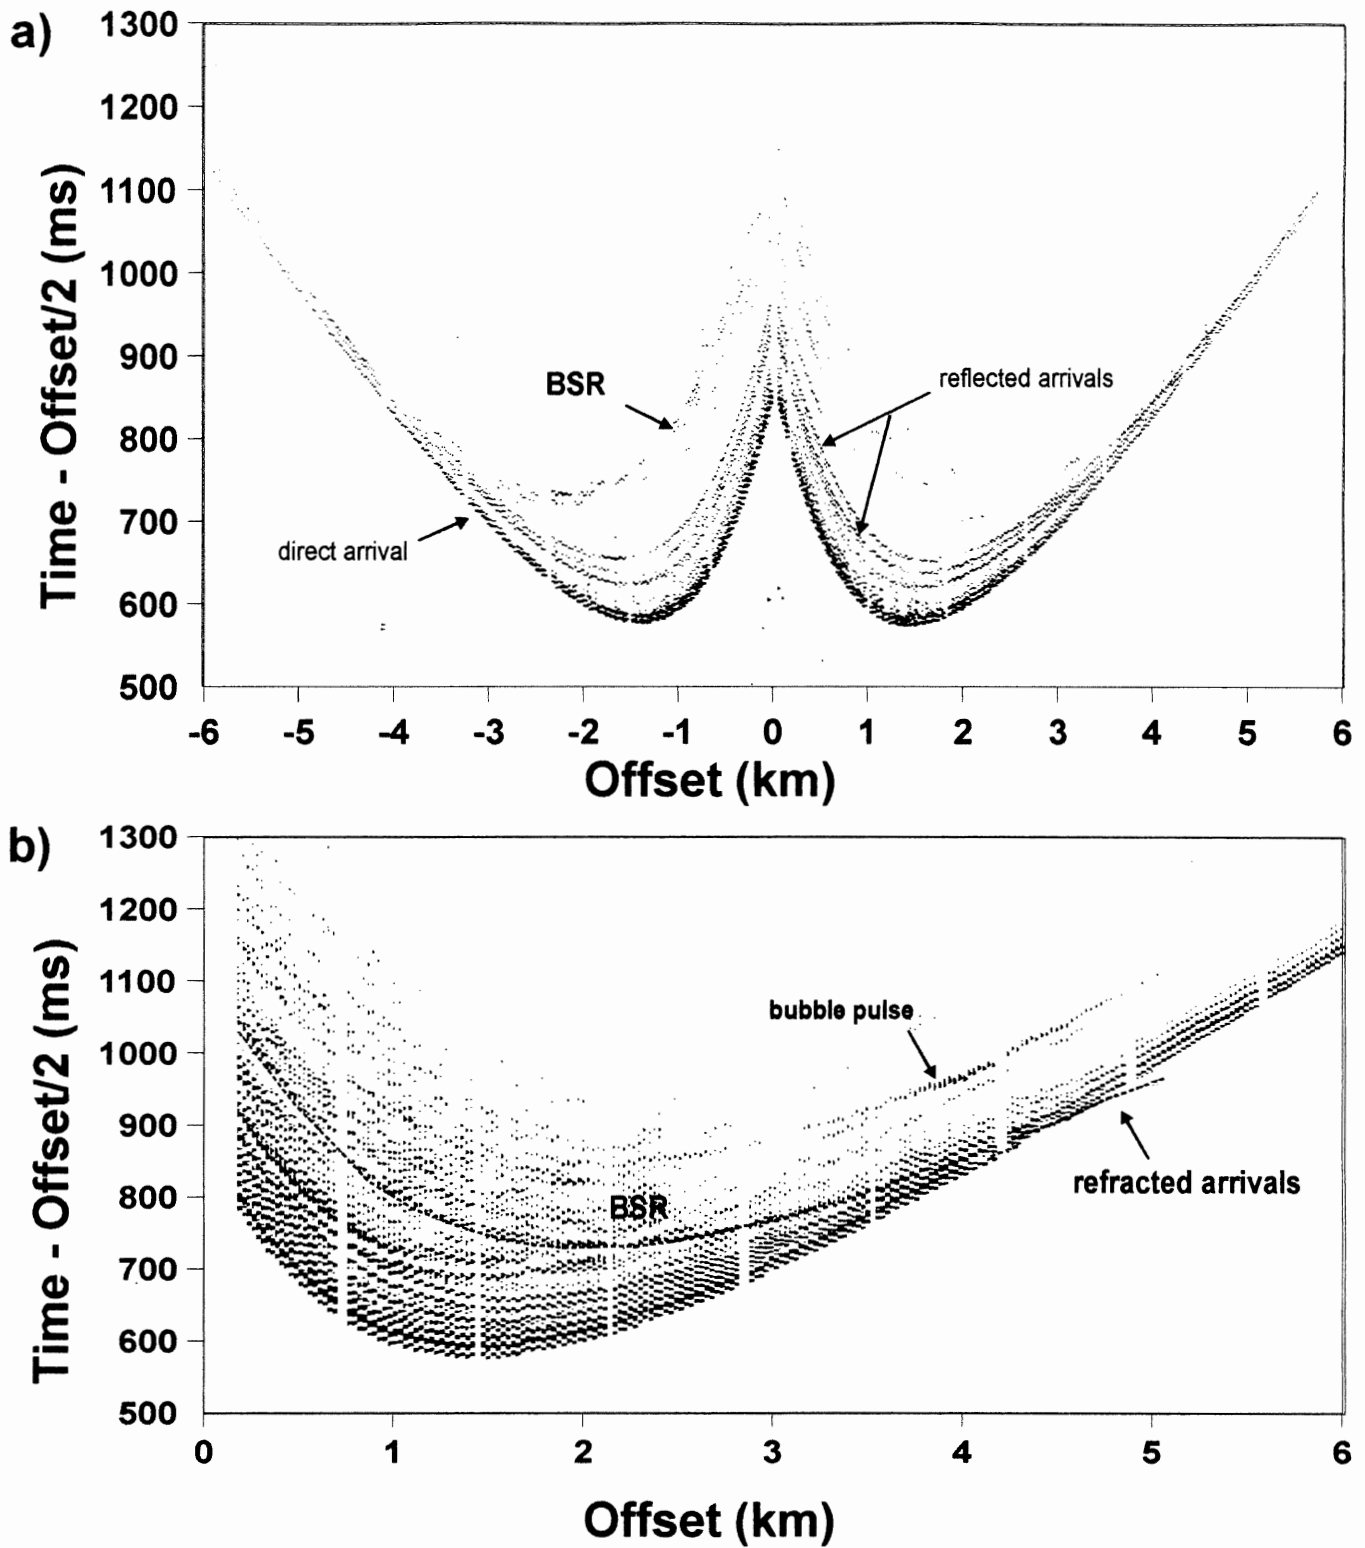 a)
1300
1200
1100
1000
900
800
700
600
500
Time - Offset/2 (ms)
BSR
reflected arrivals
direct arrival
-6 -5 -4 -3 -2 -1 0 1 2 3 4 5 6
Offset (km)
b)
1300
1200
1100
1000
900
800
700
600
500
Time - Offset/2 (ms)
bubble pulse
BSR
refracted arrivals
0 1 2 3 4 5 6
Offset (km)